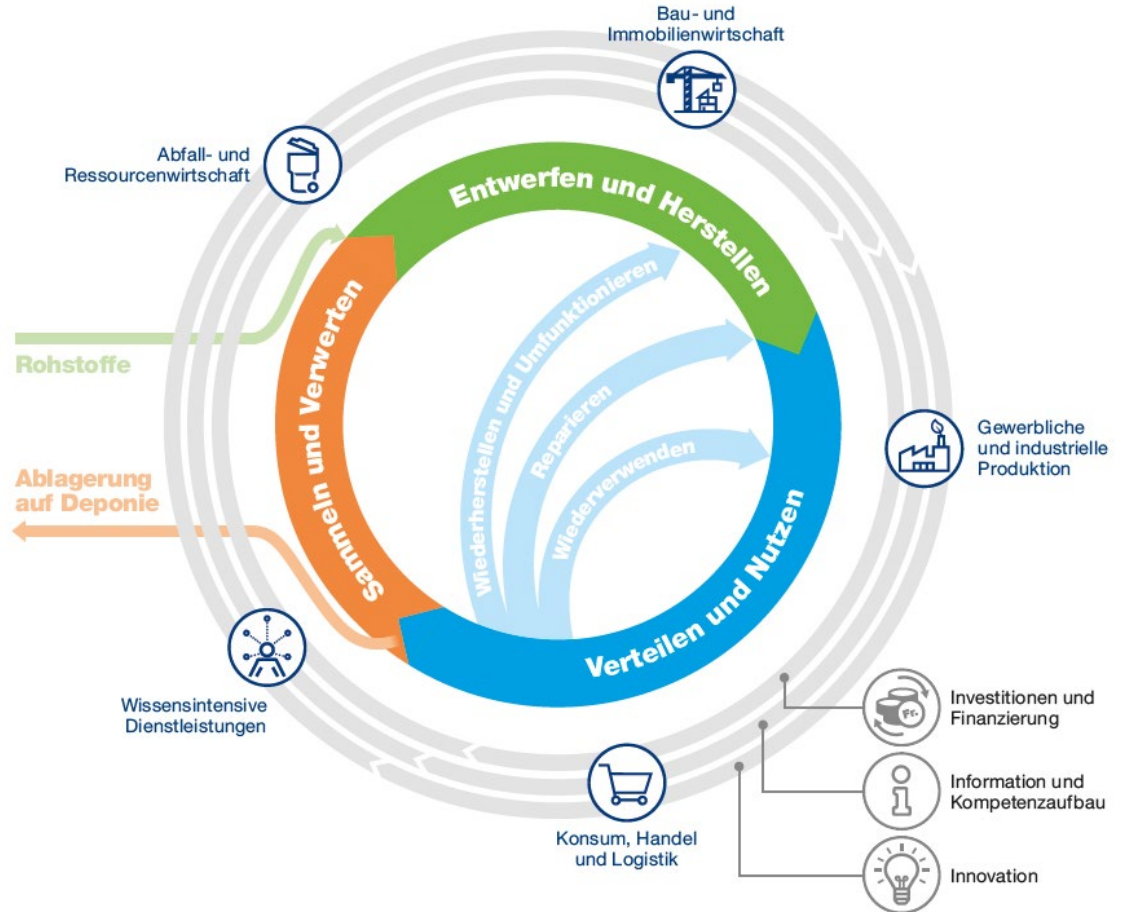 Bau- und
Immobilienwirtschaft
Abfall- und
Ressourcenwirtschaft
Entwerfen und Herstellen
Rohstoffe
Sammeln und Verwerten
Wiederherstellen und Umfunktionieren
Reparieren
Wiederverwenden
Gewerbliche
und industrielle
Produktion
Ablagerung
auf Deponie
Verteilen und Nutzen
Wissensintensive
Dienstleistungen
Konsum, Handel
und Logistik
Fr.
Investitionen und
Finanzierung
Information und
Kompetenzaufbau
Innovation